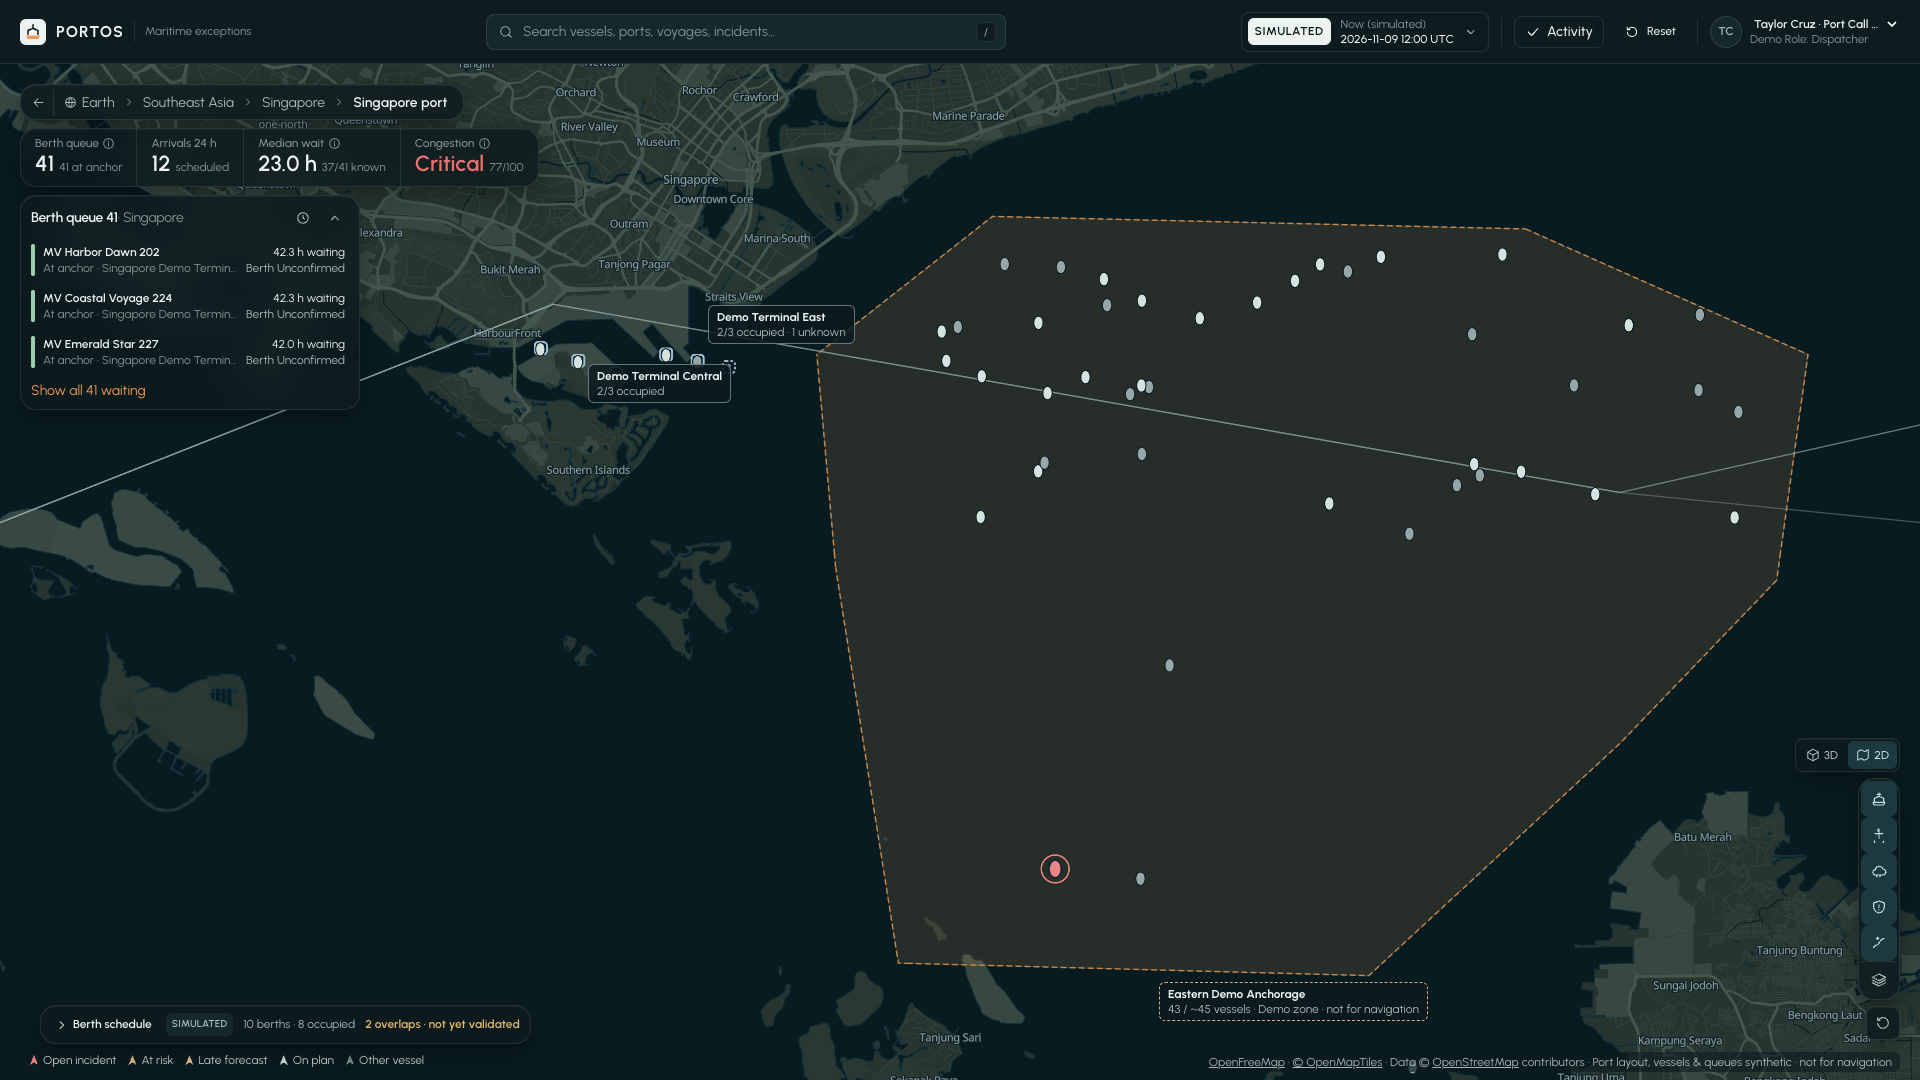 PORTOS
Maritime exceptions
Search vessels, ports, voyages, incidents...
/
SIMULATED
Now (simulated)
2026-11-09 12:00 UTC
Activity
Reset
TC
Taylor Cruz · Port Call ...
Demo Role: Dispatcher
Earth
Southeast Asia
Singapore
Singapore port
Berth queue
41 41 at anchor
Arrivals 24 h
12 scheduled
Median wait
23.0 h 37/41 known
Congestion
Critical 77/100
Berth queue 41 Singapore
MV Harbor Dawn 202
42.3 h waiting
At anchor · Singapore Demo Termin...
Berth Unconfirmed
MV Coastal Voyage 224
42.3 h waiting
At anchor · Singapore Demo Termin...
Berth Unconfirmed
MV Emerald Star 227
42.0 h waiting
At anchor · Singapore Demo Termin...
Berth Unconfirmed
Show all 41 waiting
Orchard
Rochor
Crawford
River Valley
Museum
one-north
Queenstown
Marine Parade
Singapore
Downtown Core
Outram
Marina South
Bukit Merah
Tanjong Pagar
Straits View
HarbourFront
Southern Islands
Demo Terminal East
2/3 occupied · 1 unknown
Demo Terminal Central
2/3 occupied
3D
2D
Batu Merah
Tanjung Buntung
Sungai Jodoh
Bengkong Laut
Kampung Seraya
Tanjung Sari
Eastern Demo Anchorage
43 / ~45 vessels · Demo zone · not for navigation
Berth schedule
SIMULATED
10 berths · 8 occupied
2 overlaps · not yet validated
Open incident
At risk
Late forecast
On plan
Other vessel
OpenFreeMap · © OpenMapTiles · Data © OpenStreetMap contributors · Port layout, vessels & queues synthetic · not for navigation